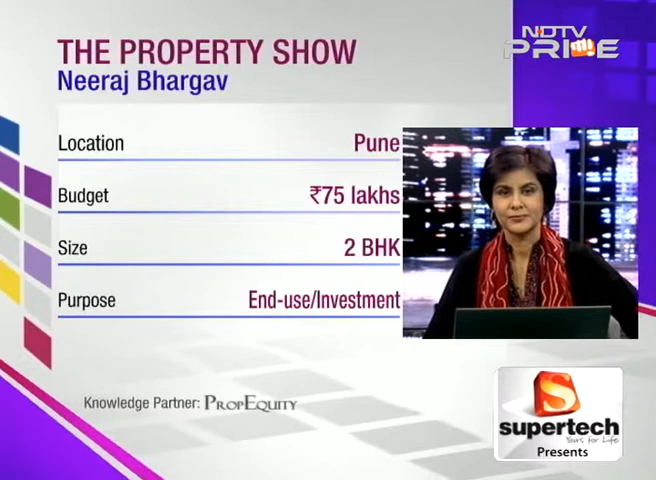 NDTV
PRIME
THE PROPERTY SHOW
Neeraj Bhargav
Location Pune
Budget ₹75 lakhs
Size 2 BHK
Purpose End-use/Investment
Knowledge Partner: PROPEQUITY
S
supertech
Yours for Life
Presents